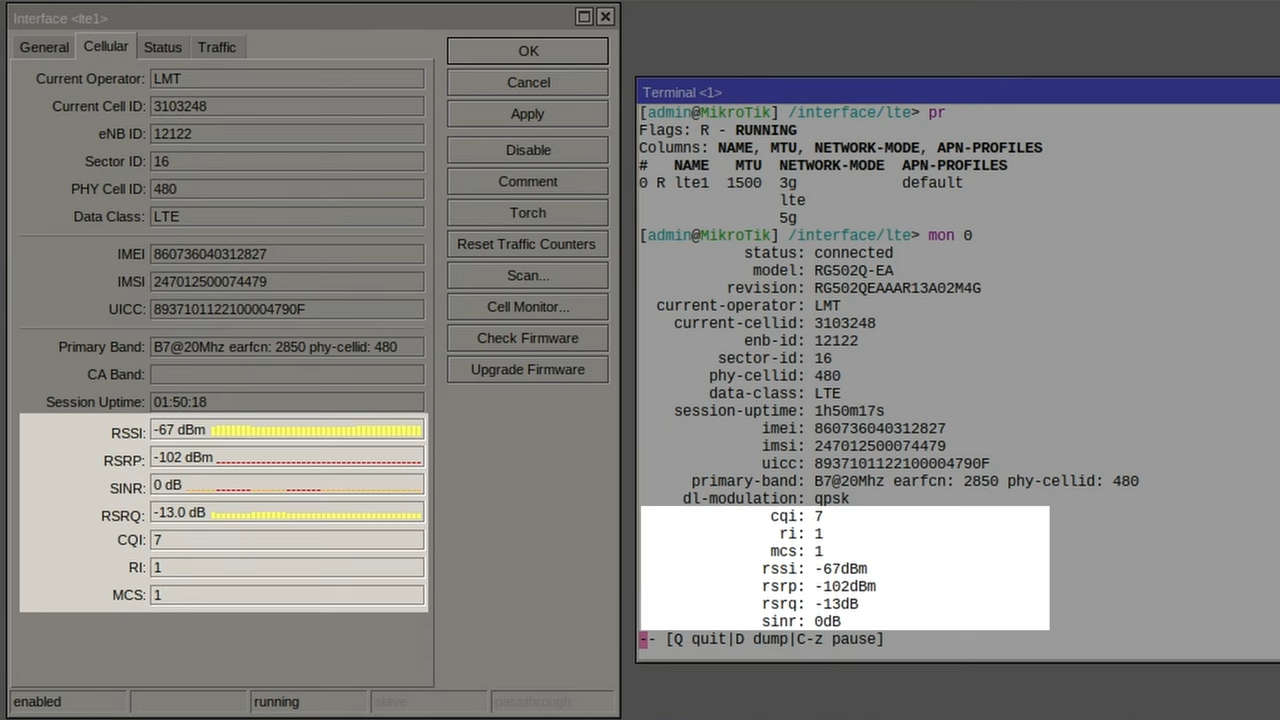 Interface <lte1>
General Cellular Status Traffic
Current Operator: LMT
Current Cell ID: 3103248
eNB ID: 12122
Sector ID: 16
PHY Cell ID: 480
Data Class: LTE
IMEI 860736040312827
IMSI 247012500074479
UICC: 8937101122100004790F
Primary Band: B7@20Mhz earfcn: 2850 phy-cellid: 480
CA Band:
Session Uptime: 01:50:18
RSSI: -67 dBm
RSRP: -102 dBm
SINR: 0 dB
RSRQ: -13.0 dB
CQI: 7
RI: 1
MCS: 1
OK
Cancel
Apply
Disable
Comment
Torch
Reset Traffic Counters
Scan...
Cell Monitor...
Check Firmware
Upgrade Firmware
enabled running slave passthrough
Terminal <1>
[admin@MikroTik] /interface/lte> pr
Flags: R - RUNNING
Columns: NAME, MTU, NETWORK-MODE, APN-PROFILES
# NAME MTU NETWORK-MODE APN-PROFILES
0 R lte1 1500 3g default
lte
5g
[admin@MikroTik] /interface/lte> mon 0
status: connected
model: RG502Q-EA
revision: RG502QEAAAR13A02M4G
current-operator: LMT
current-cellid: 3103248
enb-id: 12122
sector-id: 16
phy-cellid: 480
data-class: LTE
session-uptime: 1h50m17s
imei: 860736040312827
imsi: 247012500074479
uicc: 8937101122100004790F
primary-band: B7@20Mhz earfcn: 2850 phy-cellid: 480
dl-modulation: qpsk
cqi: 7
ri: 1
mcs: 1
rssi: -67dBm
rsrp: -102dBm
rsrq: -13dB
sinr: 0dB
-- [Q quit|D dump|C-z pause]